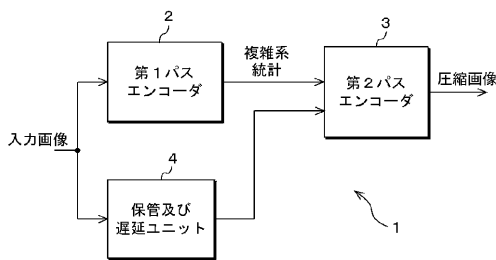 2
第１パス
エンコーダ
複雑系
統計
3
第２パス
エンコーダ
圧縮画像
入力画像
4
保管及び
遅延ユニット
1